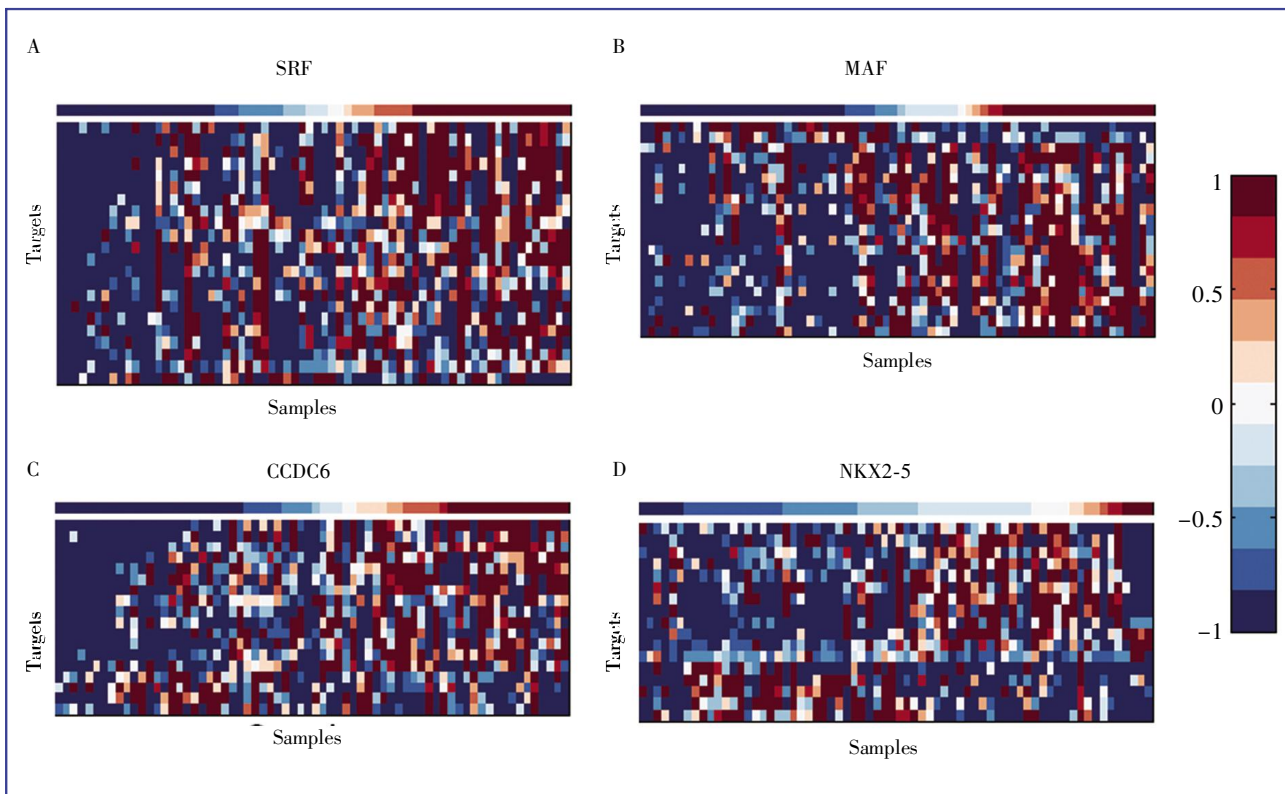 A
SRF
Targets
Samples
B
MAF
Targets
Samples
C
CCDC6
Targets
Samples
D
NKX2-5
Targets
Samples
1
0.5
0
−0.5
−1